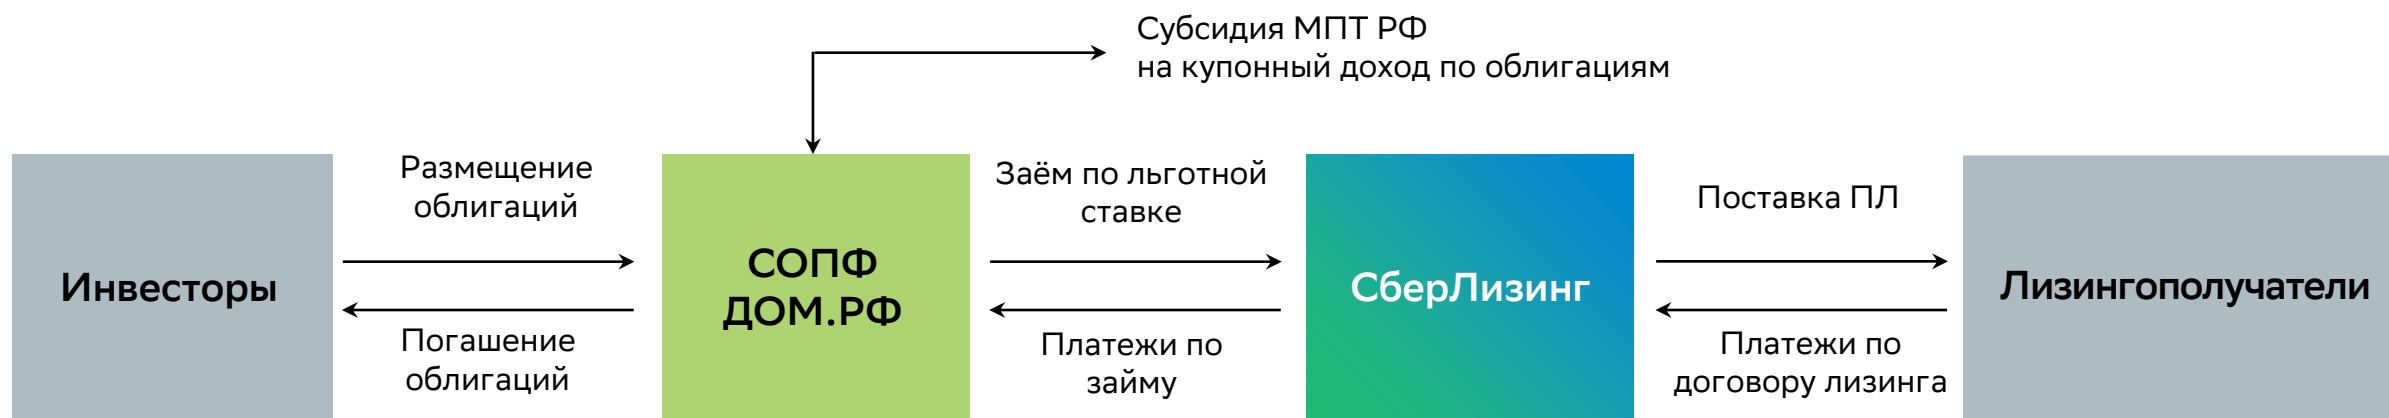 Субсидия МПТ РФ
на купонный доход по облигациям
Инвесторы
Размещение
облигаций
Погашение
облигаций
СОПФ
ДОМ.РФ
Заём по льготной
ставке
Платежи по
займу
СберЛизинг
Поставка ПЛ
Платежи по
договору лизинга
Лизингополучатели